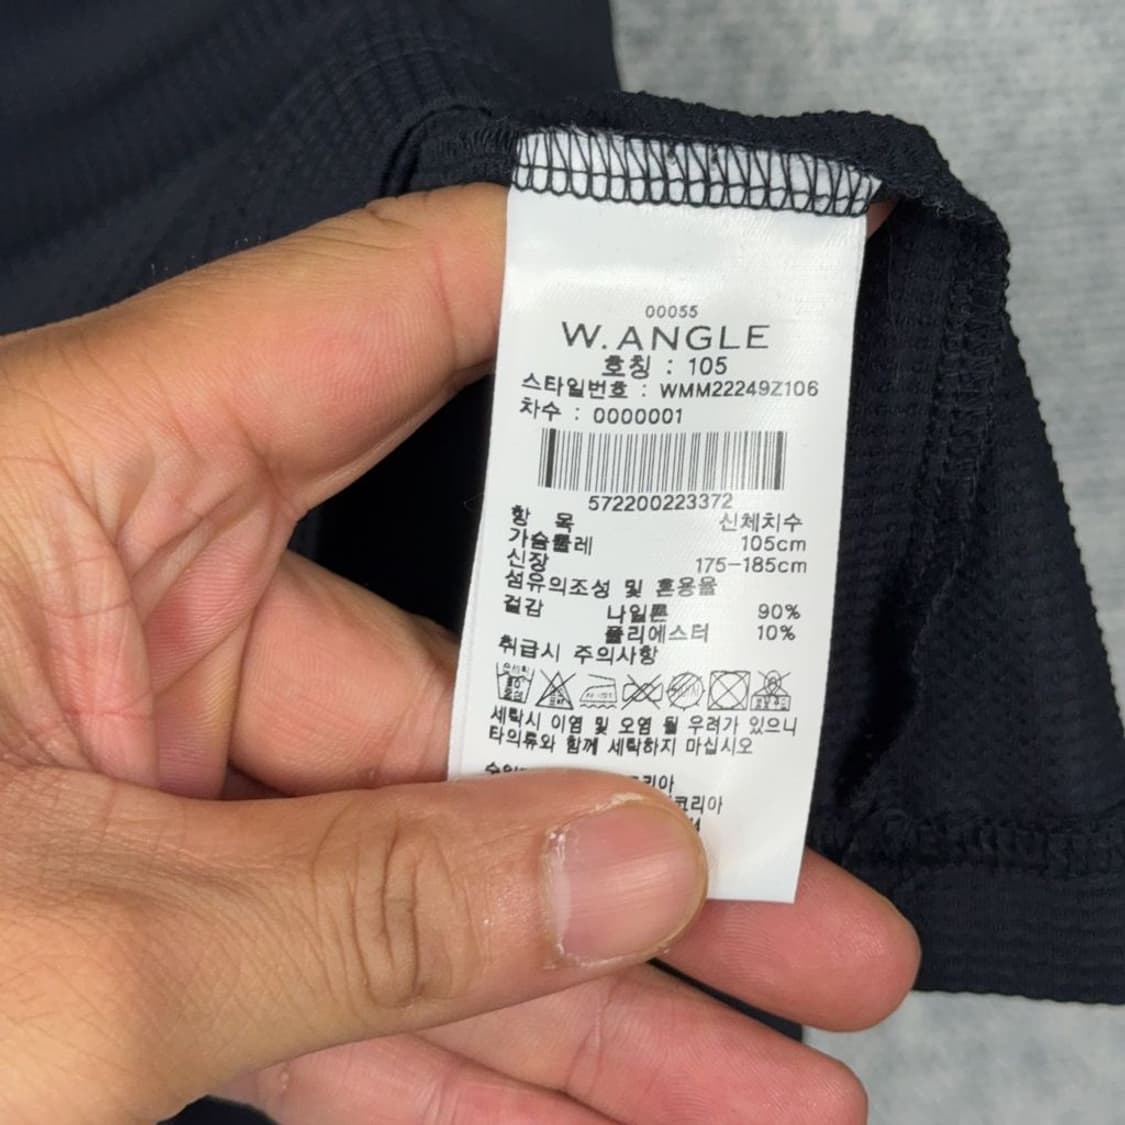 00055
W.ANGLE
호칭 : 105
스타일번호 : WMM22249Z106
차수 : 0000001
572200223372
항 목 신체치수
가슴둘레 105cm
신장 175-185cm
섬유의조성 및 혼용율
겉감 나일론 90%
폴리에스터 10%
취급시 주의사항
세탁시 이염 및 오염 될 우려가 있으니
타의류와 함께 세탁하지 마십시오
코리아